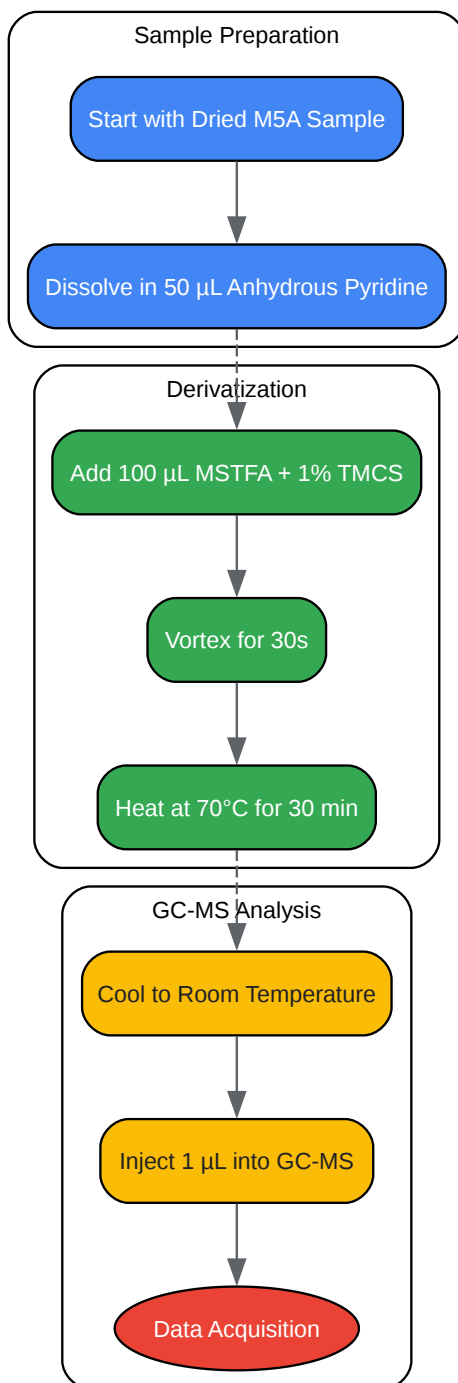 Sample Preparation
Start with Dried M5A Sample
Dissolve in 50 µL Anhydrous Pyridine
Derivatization
Add 100 µL MSTFA + 1% TMCS
Vortex for 30s
Heat at 70°C for 30 min
GC-MS Analysis
Cool to Room Temperature
Inject 1 µL into GC-MS
Data Acquisition